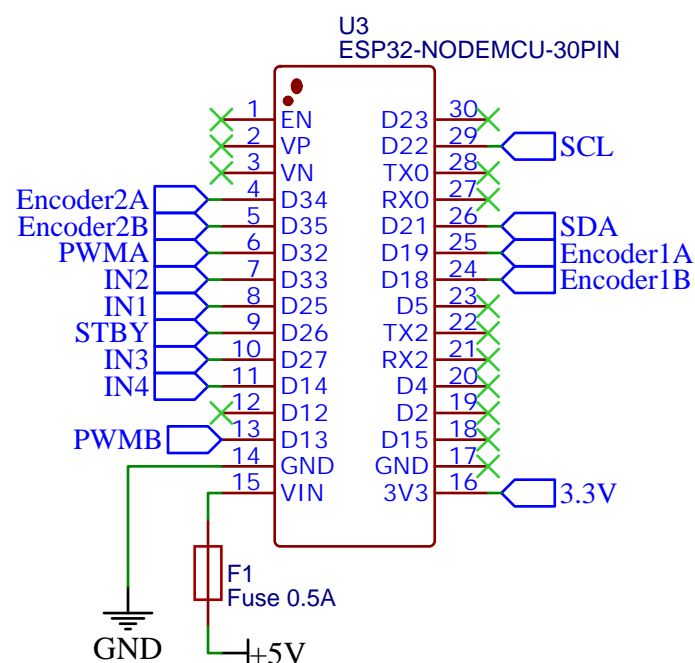 U3
ESP32-NODEMCU-30PIN
1 EN D23 30
2 VP D22 29 SCL
3 VN TX0 28
Encoder2A 4 D34 RX0 27
Encoder2B 5 D35 D21 26 SDA
PWMA 6 D32 D19 25 Encoder1A
IN2 7 D33 D18 24 Encoder1B
IN1 8 D25 D5 23
STBY 9 D26 TX2 22
IN3 10 D27 RX2 21
IN4 11 D14 D4 20
12 D12 D2 19
PWMB 13 D13 D15 18
14 GND GND 17
15 VIN 3V3 16 3.3V
F1
Fuse 0.5A
GND
+5V